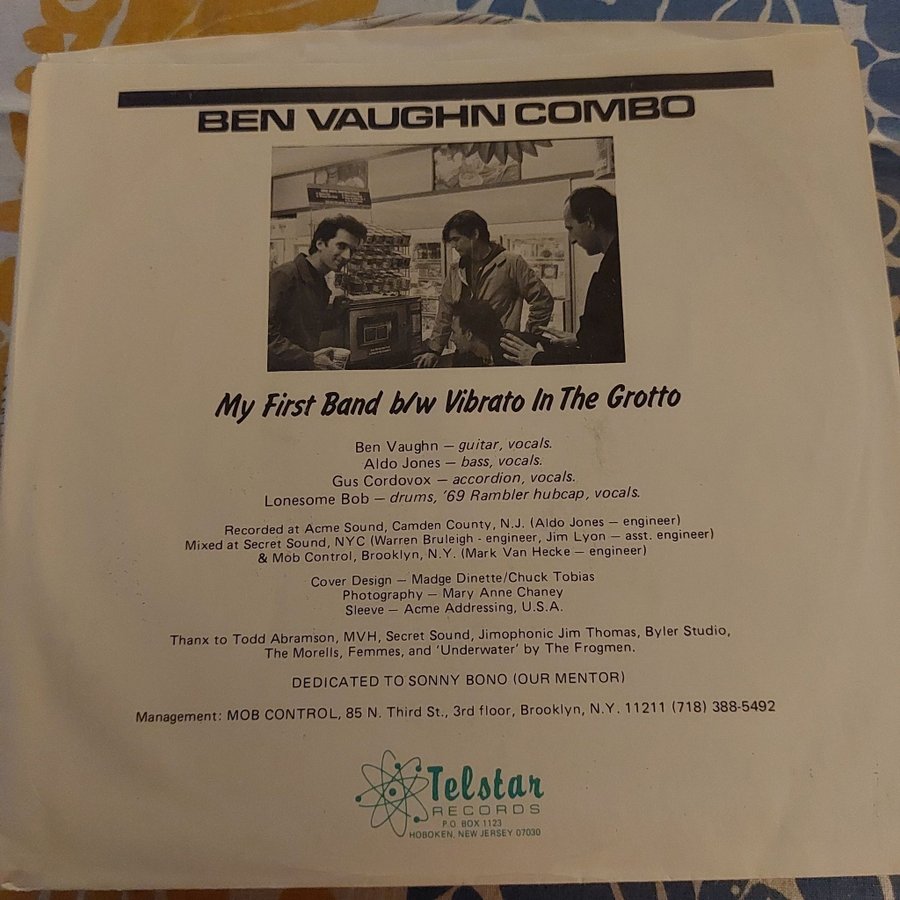 BEN VAUGHN COMBO
My First Band b/w Vibrato In The Grotto
Ben Vaughn — guitar, vocals.
Aldo Jones — bass, vocals.
Gus Cordovox — accordion, vocals.
Lonesome Bob — drums, '69 Rambler hubcap, vocals.
Recorded at Acme Sound, Camden County, N.J. (Aldo Jones — engineer)
Mixed at Secret Sound, NYC (Warren Bruleigh - engineer, Jim Lyon — asst. engineer)
& Mob Control, Brooklyn, N.Y. (Mark Van Hecke — engineer)
Cover Design — Madge Dinette/Chuck Tobias
Photography — Mary Anne Chaney
Sleeve — Acme Addressing, U.S.A.
Thanx to Todd Abramson, MVH, Secret Sound, Jimophonic Jim Thomas, Byler Studio,
The Morells, Femmes, and 'Underwater' by The Frogmen.
DEDICATED TO SONNY BONO (OUR MENTOR)
Management: MOB CONTROL, 85 N. Third St., 3rd floor, Brooklyn, N.Y. 11211 (718) 388-5492
Telstar
RECORDS
P.O. BOX 1123
HOBOKEN, NEW JERSEY 07030